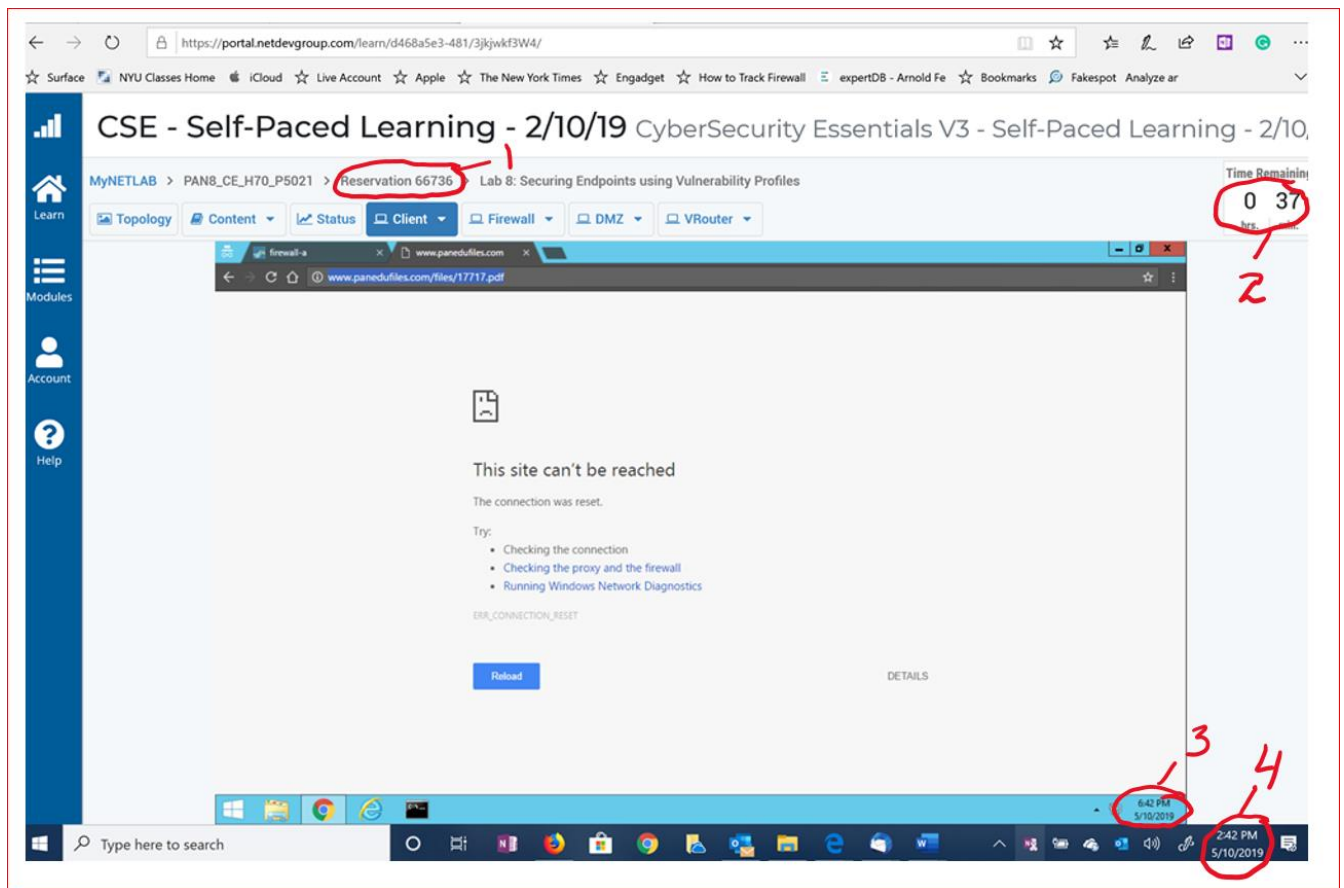 https://portal.netdevgroup.com/learn/d468a5e3-481/3jkjwkf3W4/
Surface NYU Classes Home iCloud Live Account Apple The New York Times Engadget How to Track Firewall expertDB - Arnold Fe Bookmarks Fakespot Analyze ar
CSE - Self-Paced Learning - 2/10/19 CyberSecurity Essentials V3 - Self-Paced Learning - 2/10,
1
MyNETLAB > PAN8_CE_H70_P5021 > Reservation 66736 > Lab 8: Securing Endpoints using Vulnerability Profiles
Time Remaining
0 37
hrs. min.
2
Learn
Topology Content Status Client Firewall DMZ VRouter
firewall-a www.panedufiles.com
www.panedufiles.com/files/17717.pdf
Modules
Account
Help
This site can't be reached
The connection was reset.
Try:
• Checking the connection
• Checking the proxy and the firewall
• Running Windows Network Diagnostics
ERR_CONNECTION_RESET
Reload DETAILS
3
4
6:42 PM
5/10/2019
Type here to search
2:42 PM
5/10/2019